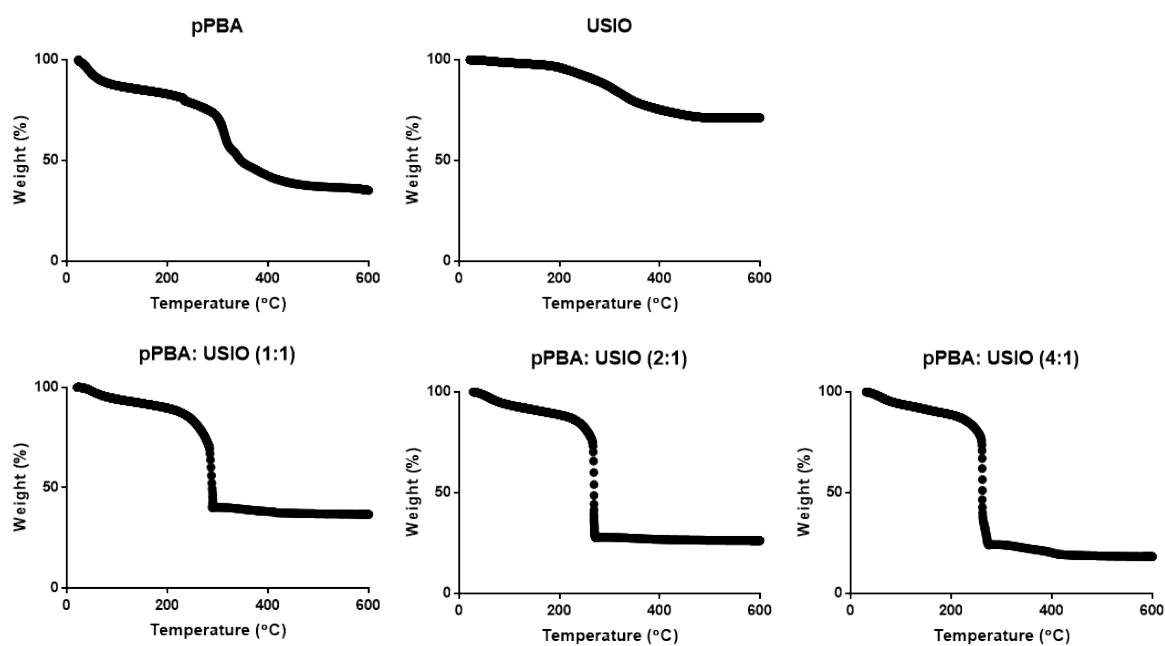 pPBA
100
50
0
Weight (%)
0 200 400 600
Temperature (°C)
USIO
100
50
0
Weight (%)
0 200 400 600
Temperature (°C)
pPBA: USIO (1:1)
100
50
0
Weight (%)
0 200 400 600
Temperature (°C)
pPBA: USIO (2:1)
100
50
0
Weight (%)
0 200 400 600
Temperature (°C)
pPBA: USIO (4:1)
100
50
0
Weight (%)
0 200 400 600
Temperature (°C)